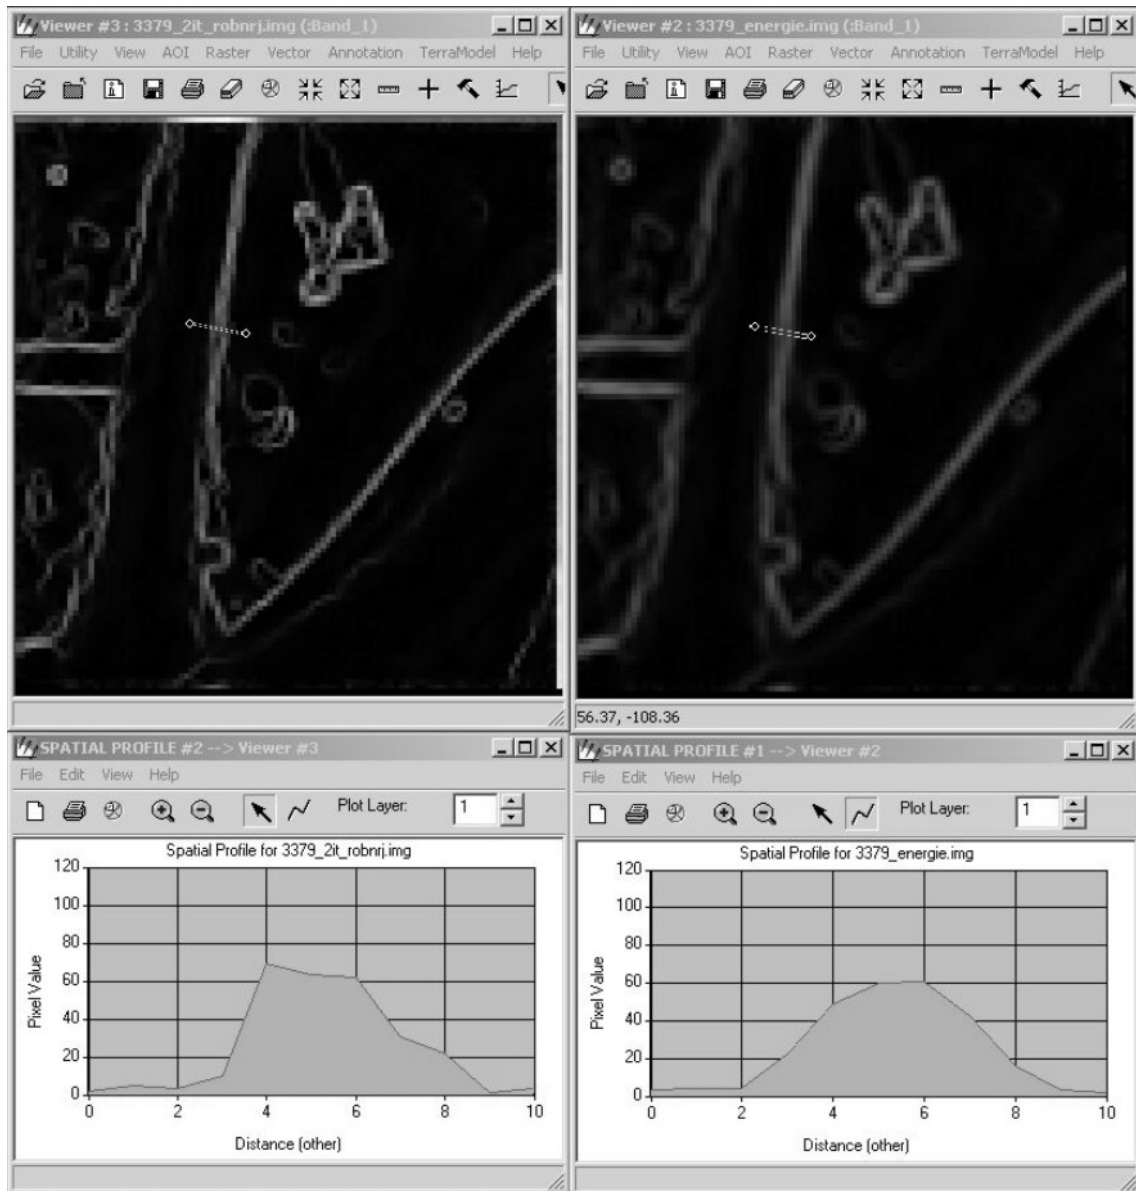 Viewer #3 : 3379_2it_robnrj.img (:Band_1)
File Utility View AOI Raster Vector Annotation TerraModel Help
Viewer #2 : 3379_energie.img (:Band_1)
File Utility View AOI Raster Vector Annotation TerraModel Help
56.37, -108.36
SPATIAL PROFILE #2 --> Viewer #3
File Edit View Help
Plot Layer: 1
Spatial Profile for 3379_2it_robnrj.img
120
100
80
60
40
20
0
Pixel Value
0 2 4 6 8 10
Distance (other)
SPATIAL PROFILE #1 --> Viewer #2
File Edit View Help
Plot Layer: 1
Spatial Profile for 3379_energie.img
120
100
80
60
40
20
0
Pixel Value
0 2 4 6 8 10
Distance (other)